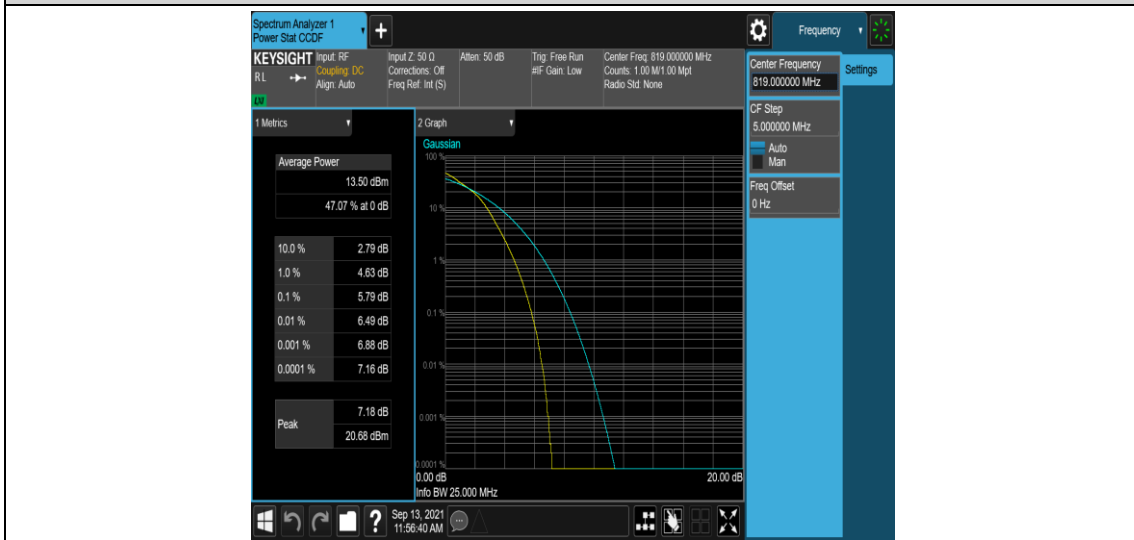 Spectrum Analyzer 1
Power Stat CCDF
+
Frequency
KEYSIGHT
Input: RF
Input Z: 50 Ω
Atten: 50 dB
Trig: Free Run
Center Freq: 819.000000 MHz
RL
Coupling: DC
Corrections: Off
#IF Gain: Low
Counts: 1.00 M/1.00 Mpt
Align: Auto
Freq Ref: Int (S)
Radio Std: None
Center Frequency
819.000000 MHz
Settings
CF Step
5.000000 MHz
Auto
Man
Freq Offset
0 Hz
1 Metrics
Average Power
13.50 dBm
47.07 % at 0 dB
10.0 % 2.79 dB
1.0 % 4.63 dB
0.1 % 5.79 dB
0.01 % 6.49 dB
0.001 % 6.88 dB
0.0001 % 7.16 dB
Peak
7.18 dB
20.68 dBm
2 Graph
Gaussian
100 %
10 %
1 %
0.1 %
0.01 %
0.001 %
0.0001 %
0.00 dB 20.00 dB
Info BW 25.000 MHz
?
Sep 13, 2021
11:56:40 AM